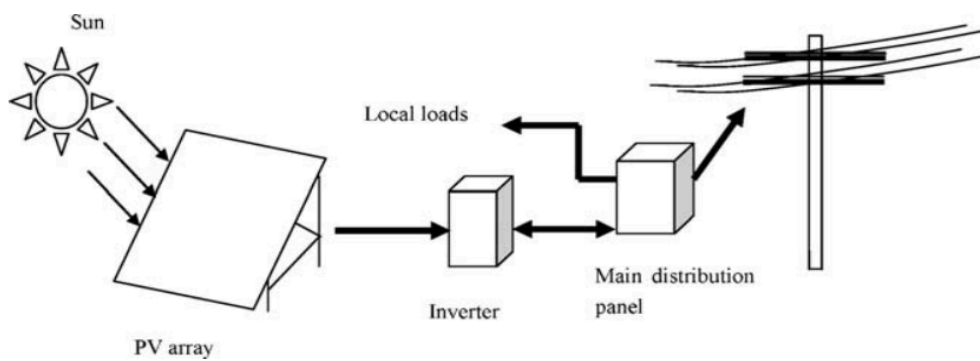 Sun
Local loads
Main distribution
panel
Inverter
PV array